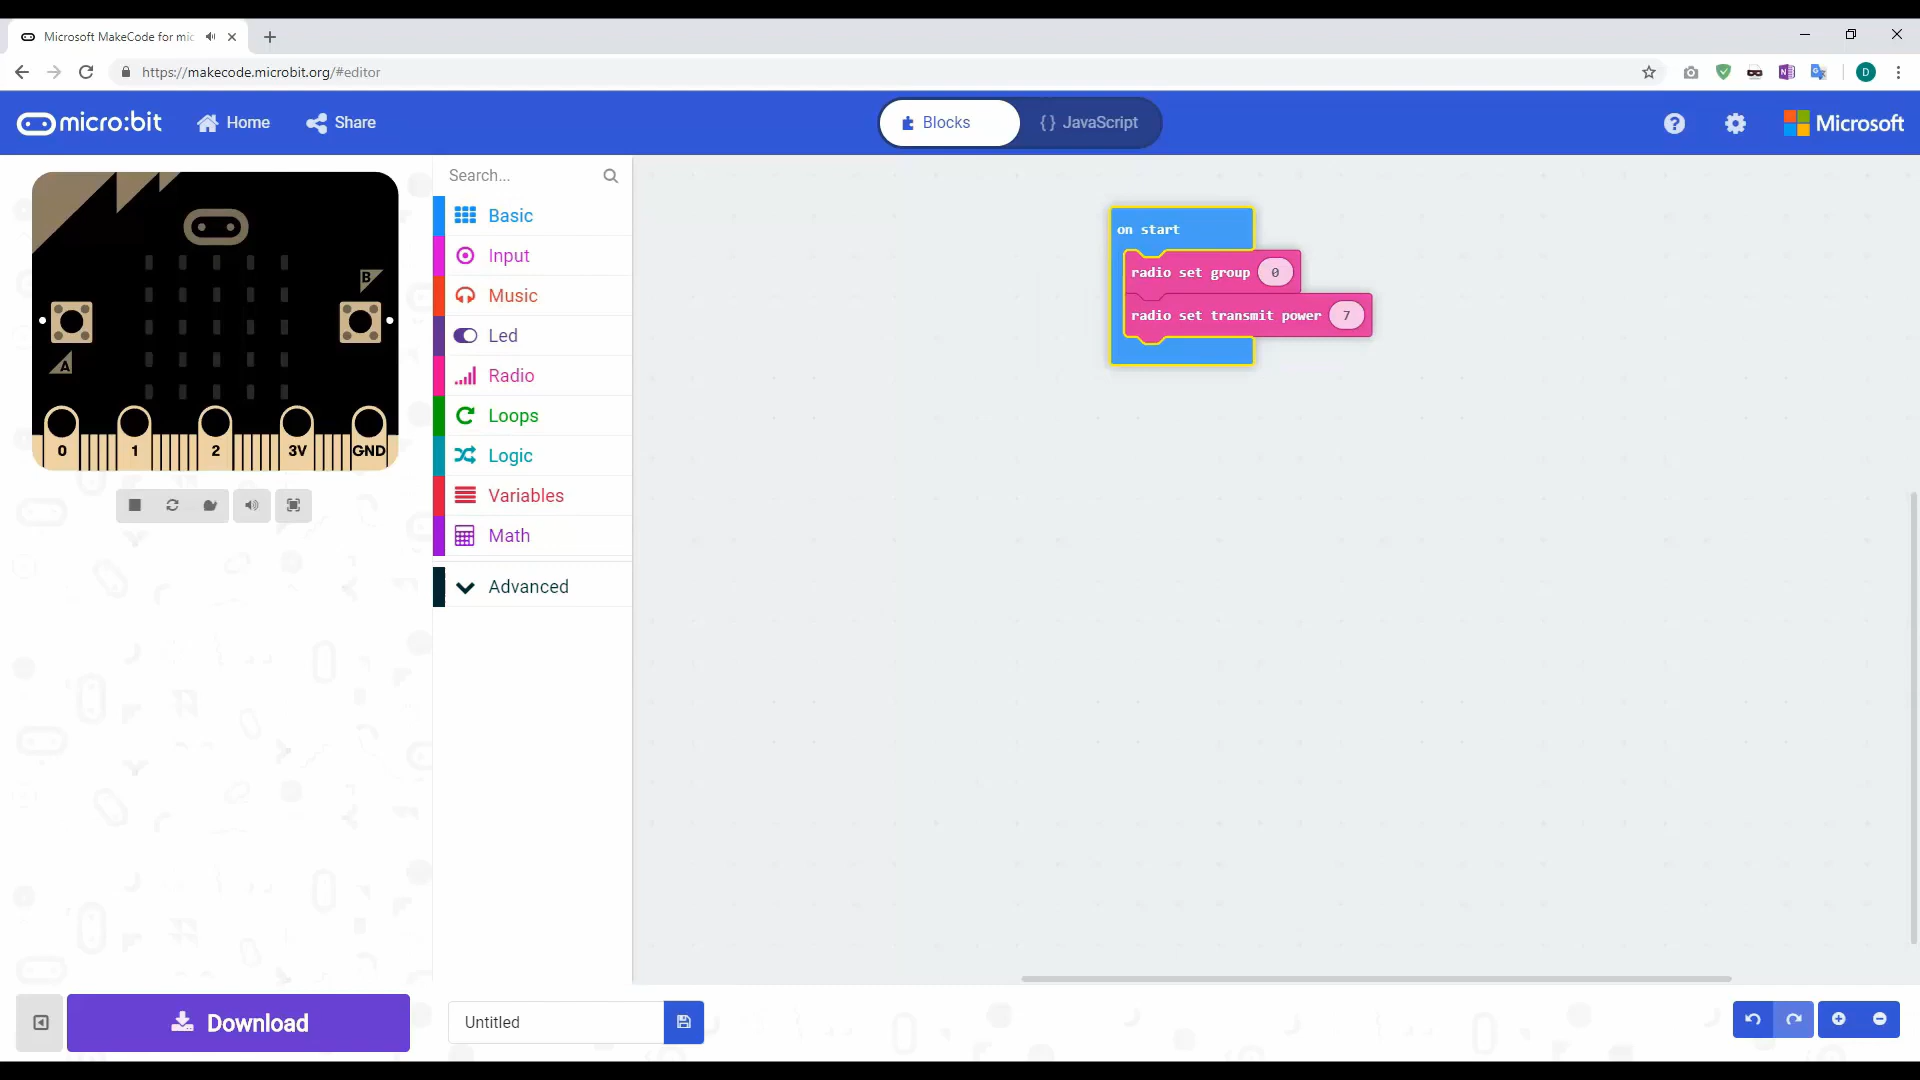 Microsoft MakeCode for mic
https://makecode.microbit.org/#editor
D
micro:bit
Home
Share
Blocks
{} JavaScript
?
Microsoft
Search...
Basic
Input
Music
Led
Radio
Loops
Logic
Variables
Math
Advanced
on start
radio set group 0
radio set transmit power 7
B
A
0 1 2 3V GND
Download
Untitled